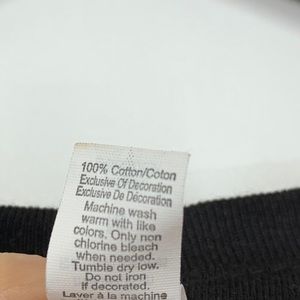 100% Cotton/Coton
Exclusive Of Decoration
Exclusive De Décoration
Machine wash
warm with like
colors. Only non
chlorine bleach
when needed.
Tumble dry low.
Do not iron
if decorated.
Laver à la machine